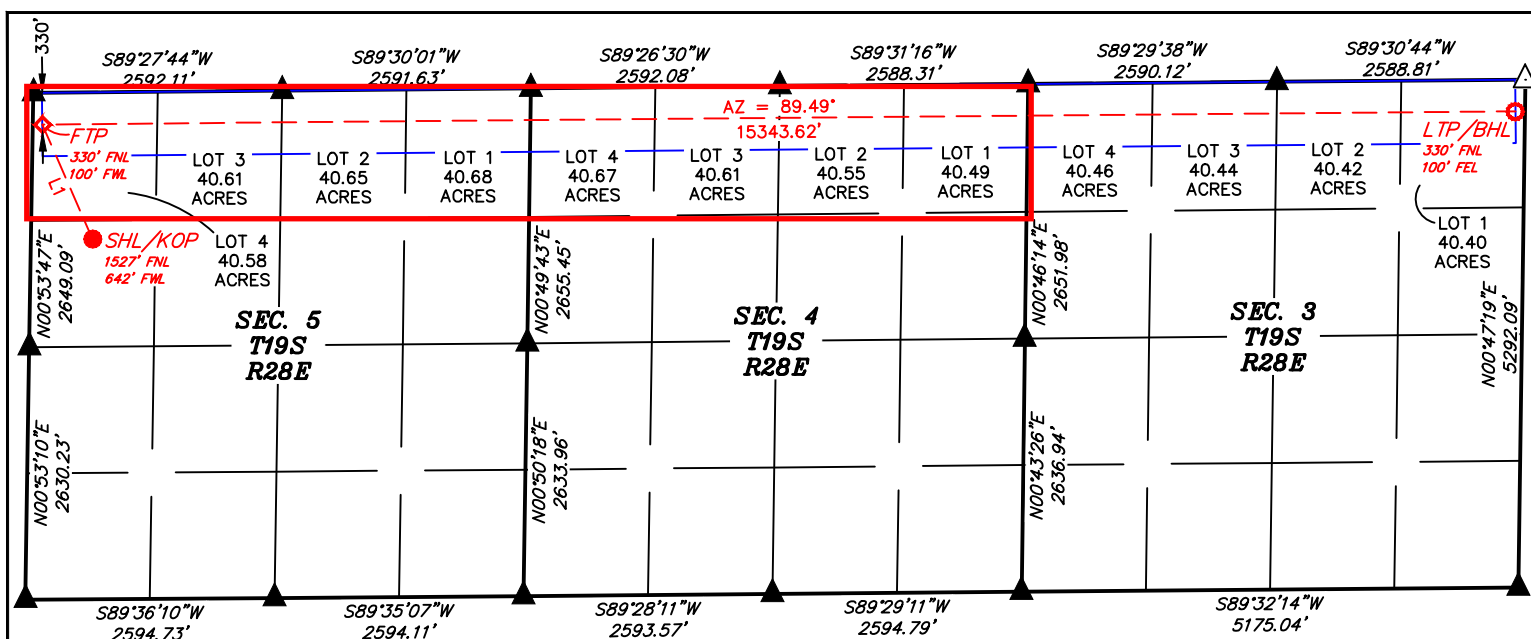 330'
S89°27'44"W
2592.11'
S89°30'01"W
2591.63'
S89°26'30"W
2592.08'
S89°31'16"W
2588.31'
S89°29'38"W
2590.12'
S89°30'44"W
2588.81'
AZ = 89.49°
15343.62'
FTP
330' FNL
100' FWL
LTP/BHL
330' FNL
100' FEL
L1
LOT 3
40.61
ACRES
LOT 2
40.65
ACRES
LOT 1
40.68
ACRES
LOT 4
40.67
ACRES
LOT 3
40.61
ACRES
LOT 2
40.55
ACRES
LOT 1
40.49
ACRES
LOT 4
40.46
ACRES
LOT 3
40.44
ACRES
LOT 2
40.42
ACRES
LOT 1
40.40
ACRES
SHL/KOP
1527' FNL
642' FWL
LOT 4
40.58
ACRES
N00°53'47"E
2649.09'
N00°49'43"E
2655.45'
N00°46'14"E
2651.98'
N00°47'19"E
5292.09'
SEC. 5
T19S
R28E
SEC. 4
T19S
R28E
SEC. 3
T19S
R28E
N00°53'10"E
2630.23'
N00°50'18"E
2633.96'
N00°43'26"E
2636.94'
S89°36'10"W
2594.73'
S89°35'07"W
2594.11'
S89°28'11"W
2593.57'
S89°29'11"W
2594.79'
S89°32'14"W
5175.04'